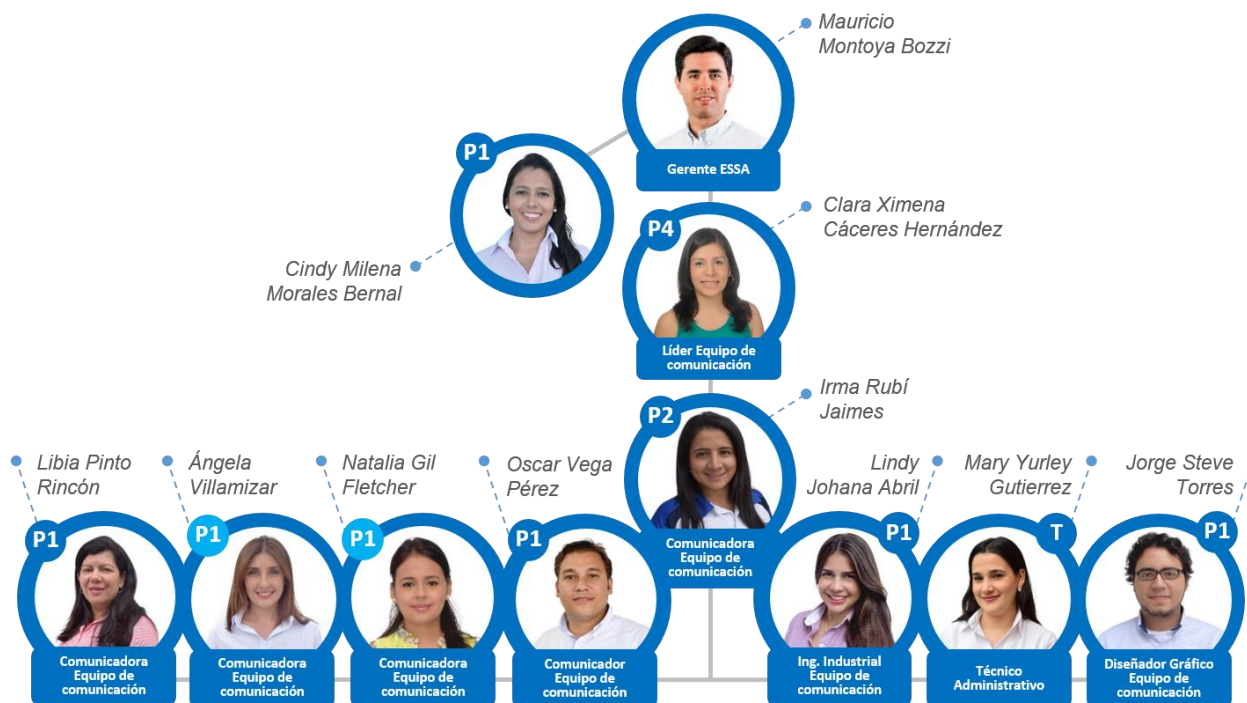 Mauricio
Montoya Bozzi
P1
Gerente ESSA
Clara Ximena
Cáceres Hernández
P4
Cindy Milena
Morales Bernal
Líder Equipo de
comunicación
Irma Rubí
Jaimes
P2
Libia Pinto
Rincón
Ángela
Villamizar
Natalia Gil
Fletcher
Oscar Vega
Pérez
Lindy
Johana Abril
Mary Yurley
Gutierrez
Jorge Steve
Torres
P1
P1
P1
P1
Comunicadora
Equipo de
comunicación
P1
T
P1
Comunicadora
Equipo de
comunicación
Comunicadora
Equipo de
comunicación
Comunicadora
Equipo de
comunicación
Comunicador
Equipo de
comunicación
Ing. Industrial
Equipo de
comunicación
Técnico
Administrativo
Diseñador Gráfico
Equipo de
comunicación